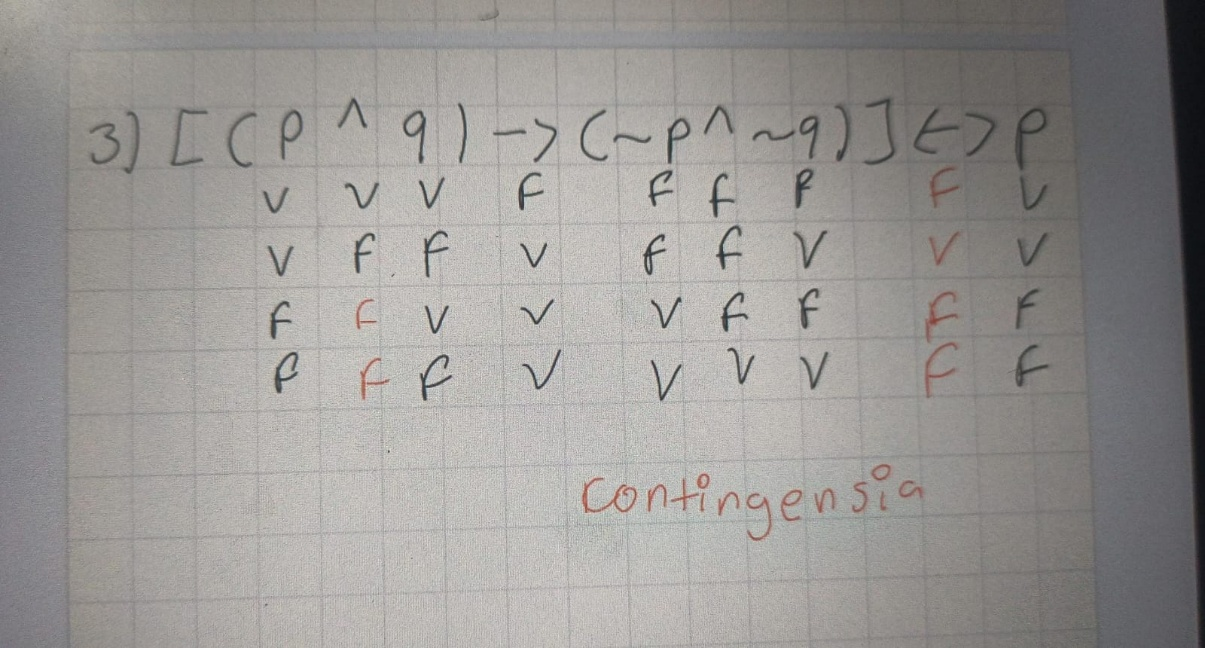 3) [(p ^ q) -> (~p ^ ~q)] <-> p
V V V F F f F F V
V F F V f f V V V
F F V V V f F F F
F F F V V V V F F
contingensia